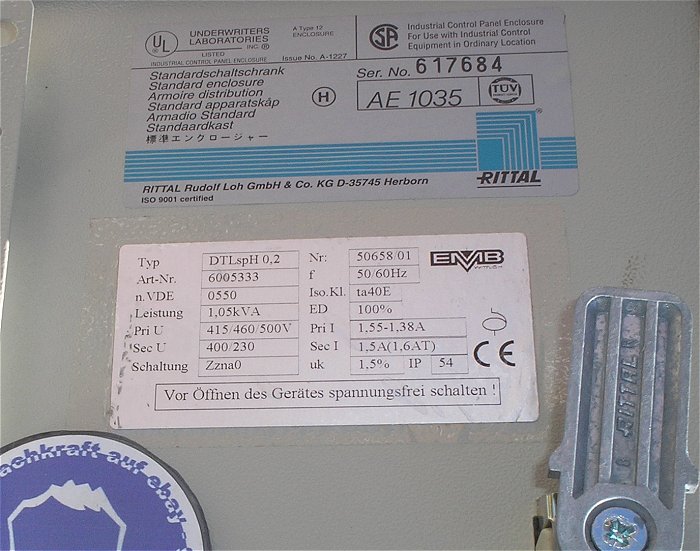 UL
UNDERWRITERS
LABORATORIES
INC.®
LISTED
INDUSTRIAL CONTROL PANEL ENCLOSURE
A Type 12
ENCLOSURE
Issue No. A-1227
Standardschaltschrank
Standard enclosure
Armoire distribution
Standard apparatskåp
Armadio Standard
Standaardkast
標準エンクロージャー
SA
Industrial Control Panel Enclosure
For Use with Industrial Control
Equipment in Ordinary Location
Ser. No. 617684
H
AE 1035
TÜV
RITTAL
RITTAL Rudolf Loh GmbH & Co. KG D-35745 Herborn
ISO 9001 certified
Typ DTLspH 0,2 Nr: 50658/01
EMB
Art-Nr. 6005333 f 50/60Hz
n.VDE 0550 Iso.Kl. ta40E
Leistung 1,05kVA ED 100%
Pri U 415/460/500V Pri I 1,55-1,38A
Sec U 400/230 Sec I 1,5A(1,6AT)
Schaltung Zzna0 uk 1,5% IP 54
CE
Vor Öffnen des Gerätes spannungsfrei schalten !
RITTAL
achkraft auf ebay